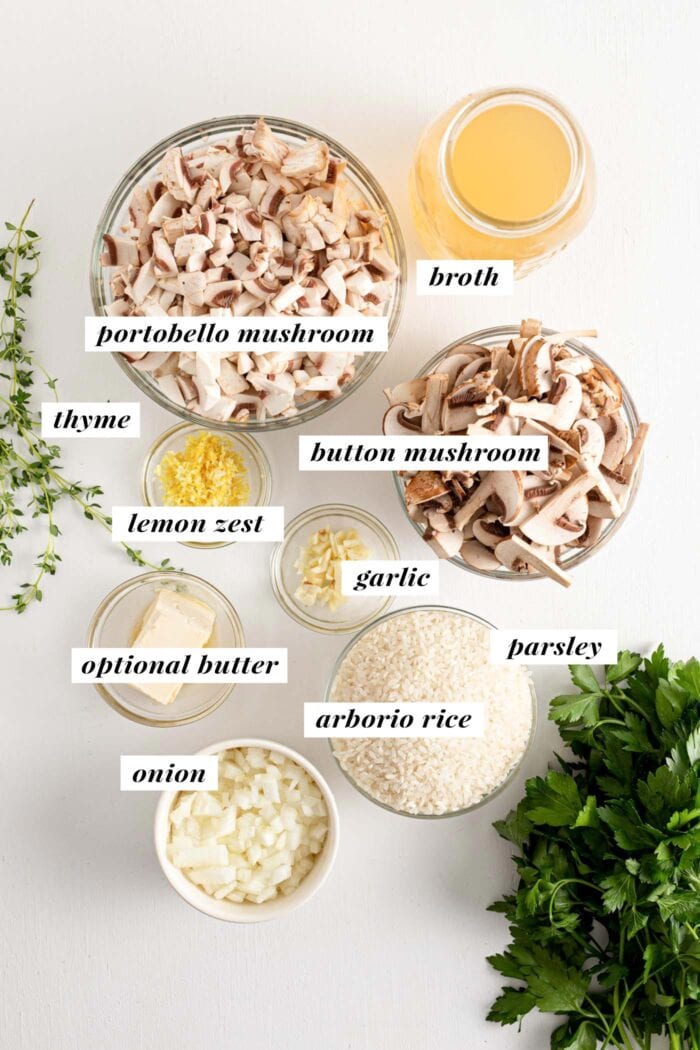 broth
portobello mushroom
thyme
button mushroom
lemon zest
garlic
parsley
optional butter
arborio rice
onion